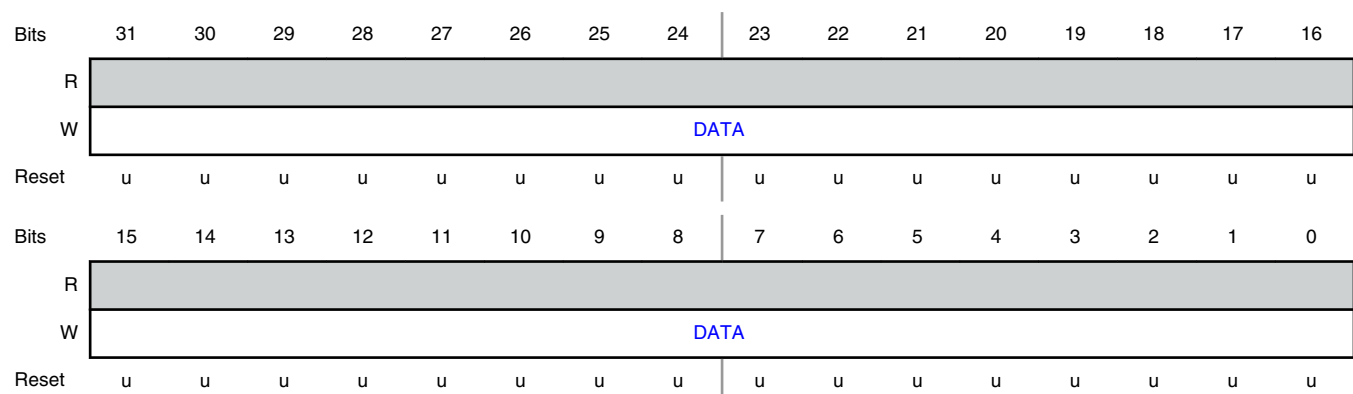 Bits 31 30 29 28 27 26 25 24 23 22 21 20 19 18 17 16
R
W DATA
Reset u u u u u u u u u u u u u u u u
Bits 15 14 13 12 11 10 9 8 7 6 5 4 3 2 1 0
R
W DATA
Reset u u u u u u u u u u u u u u u u